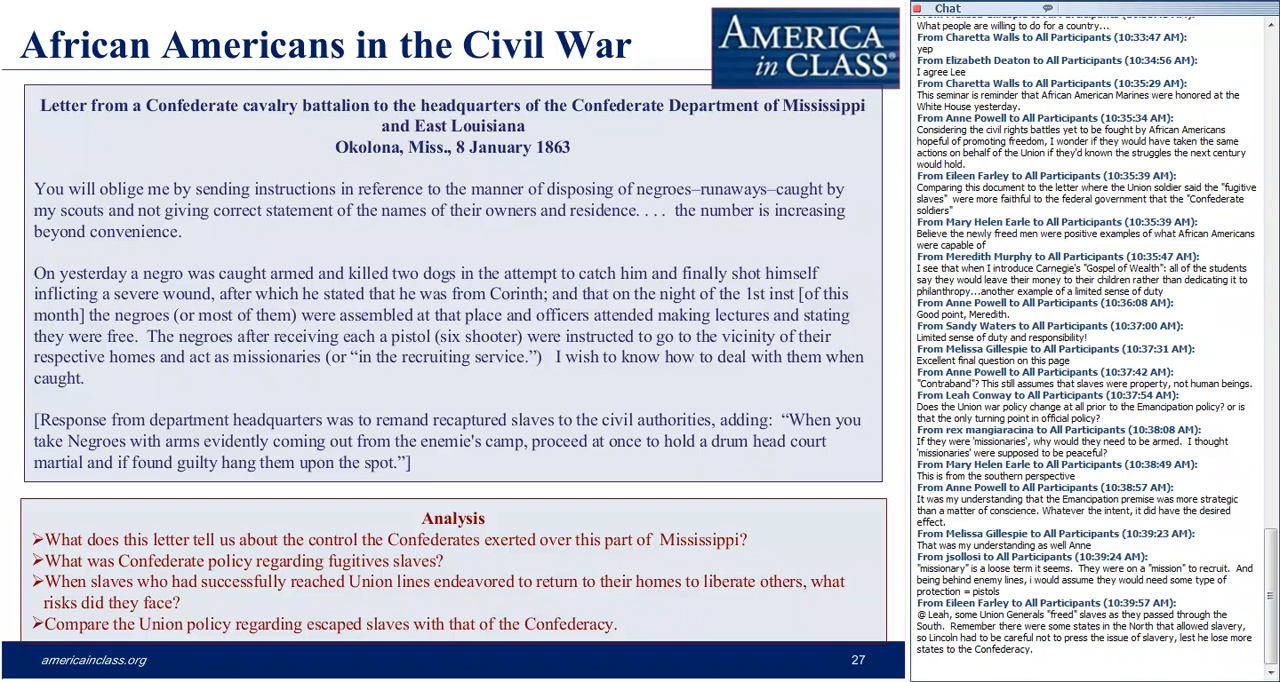 African Americans in the Civil War
AMERICA
in CLASS®
Letter from a Confederate cavalry battalion to the headquarters of the Confederate Department of Mississippi
and East Louisiana
Okolona, Miss., 8 January 1863
You will oblige me by sending instructions in reference to the manner of disposing of negroes–runaways–caught by
my scouts and not giving correct statement of the names of their owners and residence. . . .  the number is increasing
beyond convenience.
On yesterday a negro was caught armed and killed two dogs in the attempt to catch him and finally shot himself
inflicting a severe wound, after which he stated that he was from Corinth; and that on the night of the 1st inst [of this
month] the negroes (or most of them) were assembled at that place and officers attended making lectures and stating
they were free.  The negroes after receiving each a pistol (six shooter) were instructed to go to the vicinity of their
respective homes and act as missionaries (or “in the recruiting service.”)   I wish to know how to deal with them when
caught.
[Response from department headquarters was to remand recaptured slaves to the civil authorities, adding:  “When you
take Negroes with arms evidently coming out from the enemie's camp, proceed at once to hold a drum head court
martial and if found guilty hang them upon the spot.”]
Analysis
➢What does this letter tell us about the control the Confederates exerted over this part of  Mississippi?
➢What was Confederate policy regarding fugitives slaves?
➢When slaves who had successfully reached Union lines endeavored to return to their homes to liberate others, what
risks did they face?
➢Compare the Union policy regarding escaped slaves with that of the Confederacy.
americainclass.org
27
Chat
What people are willing to do for a country...
From Charetta Walls to All Participants (10:33:47 AM):
yep
From Elizabeth Deaton to All Participants (10:34:56 AM):
I agree Lee
From Charetta Walls to All Participants (10:35:29 AM):
This seminar is reminder that African American Marines were honored at the
White House yesterday.
From Anne Powell to All Participants (10:35:34 AM):
Considering the civil rights battles yet to be fought by African Americans
hopeful of promoting freedom, I wonder if they would have taken the same
actions on behalf of the Union if they'd known the struggles the next century
would hold.
From Eileen Farley to All Participants (10:35:39 AM):
Comparing this document to the letter where the Union soldier said the "fugitive
slaves"  were more faithful to the federal government that the "Confederate
soldiers"
From Mary Helen Earle to All Participants (10:35:39 AM):
Believe the newly freed men were positive examples of what African Americans
were capable of
From Meredith Murphy to All Participants (10:35:47 AM):
I see that when I introduce Carnegie's "Gospel of Wealth": all of the students
say they would leave their money to their children rather than dedicating it to
philanthropy...another example of a limited sense of duty
From Anne Powell to All Participants (10:36:08 AM):
Good point, Meredith.
From Sandy Waters to All Participants (10:37:00 AM):
Limited sense of duty and responsibility!
From Melissa Gillespie to All Participants (10:37:31 AM):
Excellent final question on this page
From Anne Powell to All Participants (10:37:42 AM):
"Contraband"? This still assumes that slaves were property, not human beings.
From Leah Conway to All Participants (10:37:54 AM):
Does the Union war policy change at all prior to the Emancipation policy? or is
that the only turning point in official policy?
From rex mangiaracina to All Participants (10:38:08 AM):
If they were 'missionaries', why would they need to be armed.  I thought
'missionaries' were supposed to be peaceful?
From Mary Helen Earle to All Participants (10:38:49 AM):
This is from the southern perspective
From Anne Powell to All Participants (10:38:57 AM):
It was my understanding that the Emancipation premise was more strategic
than a matter of conscience. Whatever the intent, it did have the desired
effect.
From Melissa Gillespie to All Participants (10:39:23 AM):
That was my understanding as well Anne
From jsollosi to All Participants (10:39:24 AM):
"missionary" is a loose term it seems.  They were on a "mission" to recruit.  And
being behind enemy lines, i would assume they would need some type of
protection = pistols
From Eileen Farley to All Participants (10:39:57 AM):
@ Leah, some Union Generals "freed" slaves as they passed through the
South.  Remember there were some states in the North that allowed slavery,
so Lincoln had to be careful not to press the issue of slavery, lest he lose more
states to the Confederacy.